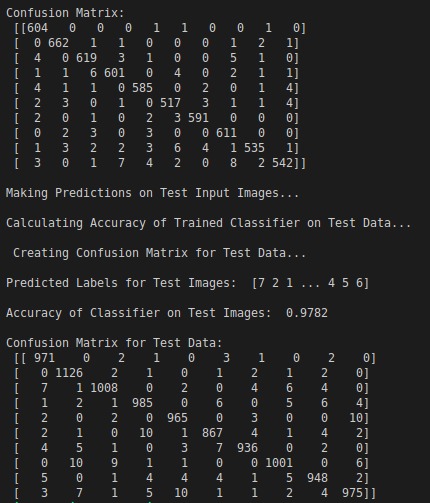 Confusion Matrix:
[[604 0 0 0 1 1 0 0 1 0]
[ 0 662 1 1 0 0 0 1 2 1]
[ 4 0 619 3 1 0 0 5 1 0]
[ 1 1 6 601 0 4 0 2 1 1]
[ 4 1 1 0 585 0 2 0 1 4]
[ 2 3 0 1 0 517 3 1 1 4]
[ 2 0 1 0 2 3 591 0 0 0]
[ 0 2 3 0 3 0 0 611 0 0]
[ 1 3 2 2 3 6 4 1 535 1]
[ 3 0 1 7 4 2 0 8 2 542]]
Making Predictions on Test Input Images...
Calculating Accuracy of Trained Classifier on Test Data...
Creating Confusion Matrix for Test Data...
Predicted Labels for Test Images: [7 2 1 ... 4 5 6]
Accuracy of Classifier on Test Images: 0.9782
Confusion Matrix for Test Data:
[[ 971 0 2 1 0 3 1 0 2 0]
[ 0 1126 2 1 0 1 2 1 2 0]
[ 7 1 1008 0 2 0 4 6 4 0]
[ 1 2 1 985 0 6 0 5 6 4]
[ 2 0 2 0 965 0 3 0 0 10]
[ 2 1 0 10 1 867 4 1 4 2]
[ 4 5 1 0 3 7 936 0 2 0]
[ 0 10 9 1 1 0 0 1001 0 6]
[ 5 0 1 4 4 4 1 5 948 2]
[ 3 7 1 5 10 1 1 2 4 975]]